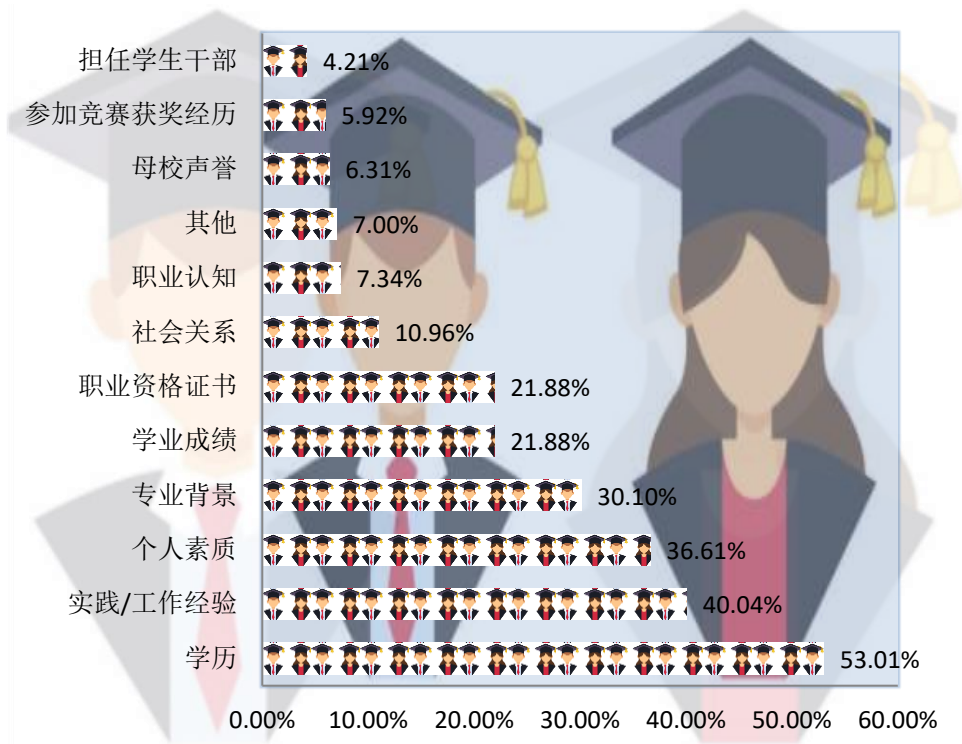 担任学生干部 4.21%
参加竞赛获奖经历 5.92%
母校声誉 6.31%
其他 7.00%
职业认知 7.34%
社会关系 10.96%
职业资格证书 21.88%
学业成绩 21.88%
专业背景 30.10%
个人素质 36.61%
实践/工作经验 40.04%
学历 53.01%
0.00% 10.00% 20.00% 30.00% 40.00% 50.00% 60.00%